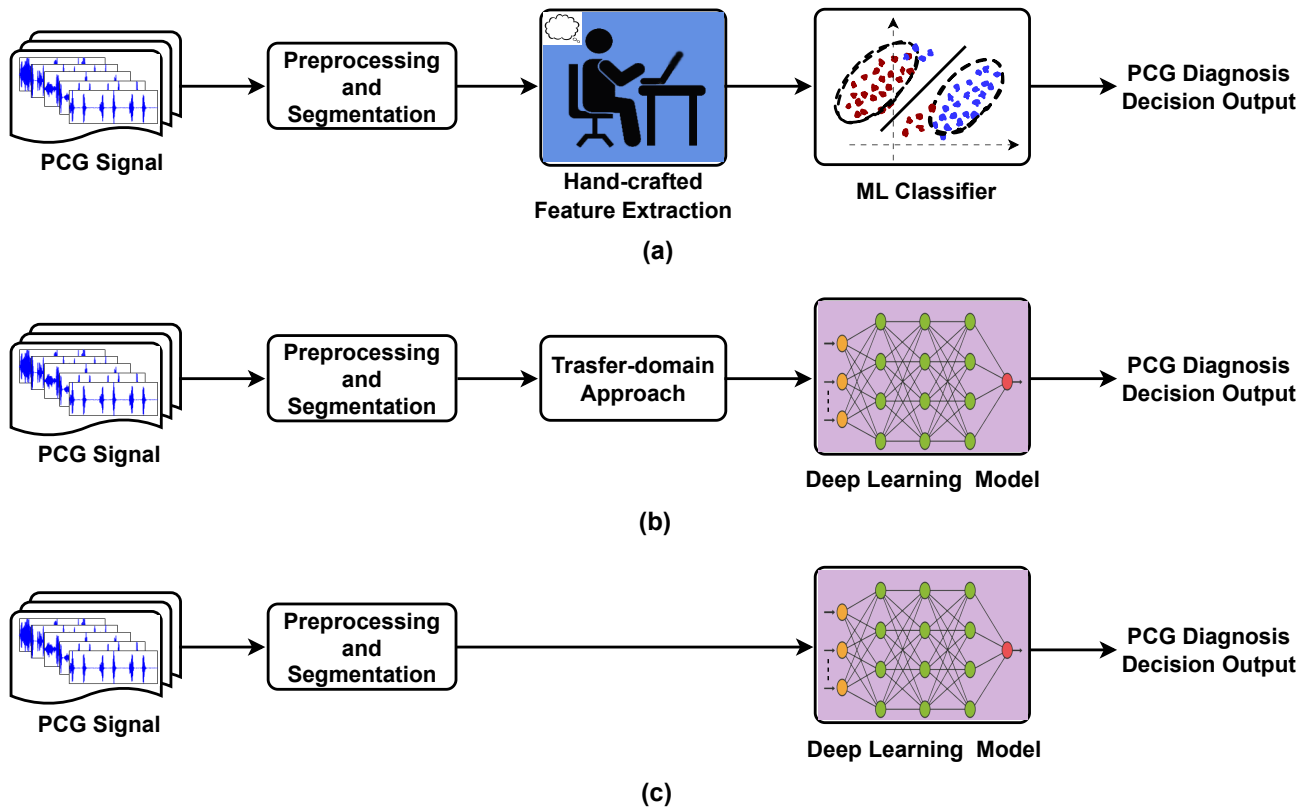 PCG Signal
Preprocessing
and
Segmentation
Hand-crafted
Feature Extraction
ML Classifier
PCG Diagnosis
Decision Output
(a)
PCG Signal
Preprocessing
and
Segmentation
Trasfer-domain
Approach
Deep Learning Model
PCG Diagnosis
Decision Output
(b)
PCG Signal
Preprocessing
and
Segmentation
Deep Learning Model
PCG Diagnosis
Decision Output
(c)